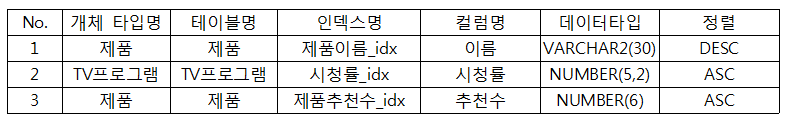 No. 개체 타입명 테이블명 인덱스명 컬럼명 데이터타입 정렬
1 제품 제품 제품이름_idx 이름 VARCHAR2(30) DESC
2 TV프로그램 TV프로그램 시청률_idx 시청률 NUMBER(5,2) ASC
3 제품 제품 제품추천수_idx 추천수 NUMBER(6) ASC